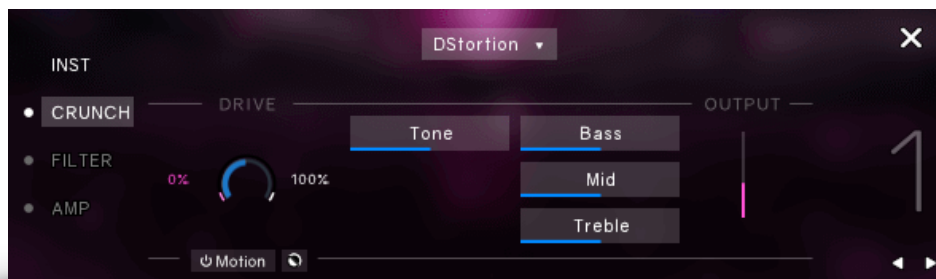 DStortion
INST
CRUNCH
FILTER
AMP
DRIVE
0%
100%
Motion
Tone
Bass
Mid
Treble
OUTPUT
1